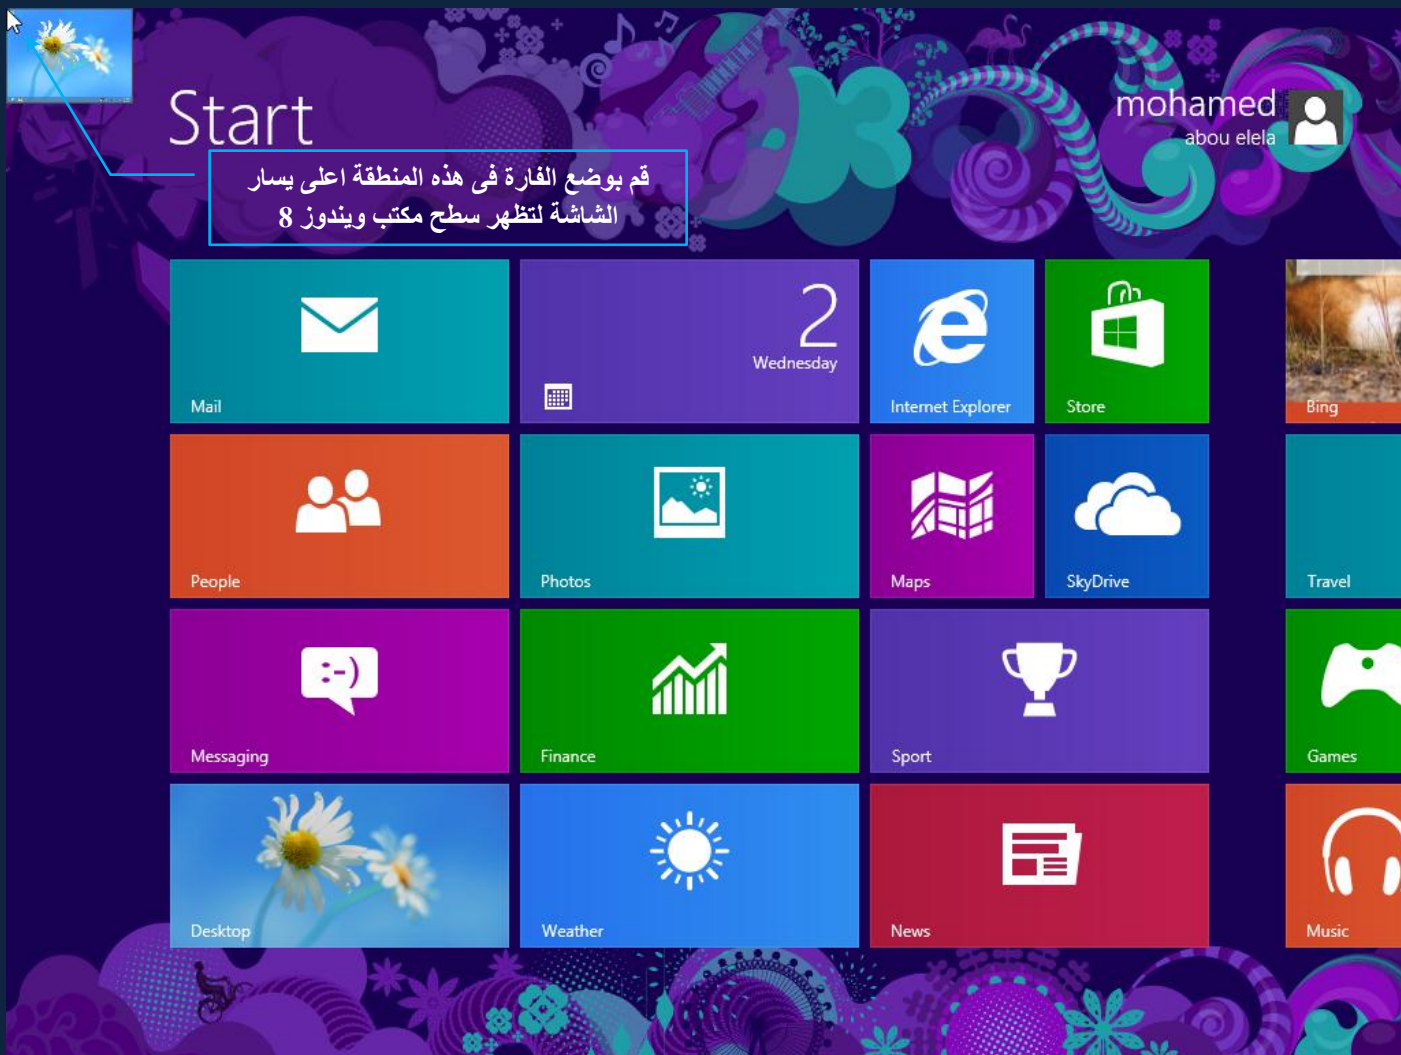 Start
mohamed
abou elela
قم بوضع الفارة فى هذه المنطقة اعلى يسار
الشاشة لتظهر سطح مكتب ويندوز 8
Mail
2
Wednesday
Internet Explorer
Store
Bing
People
Photos
Maps
SkyDrive
Travel
Messaging
:-)
Finance
Sport
Games
Desktop
Weather
News
Music